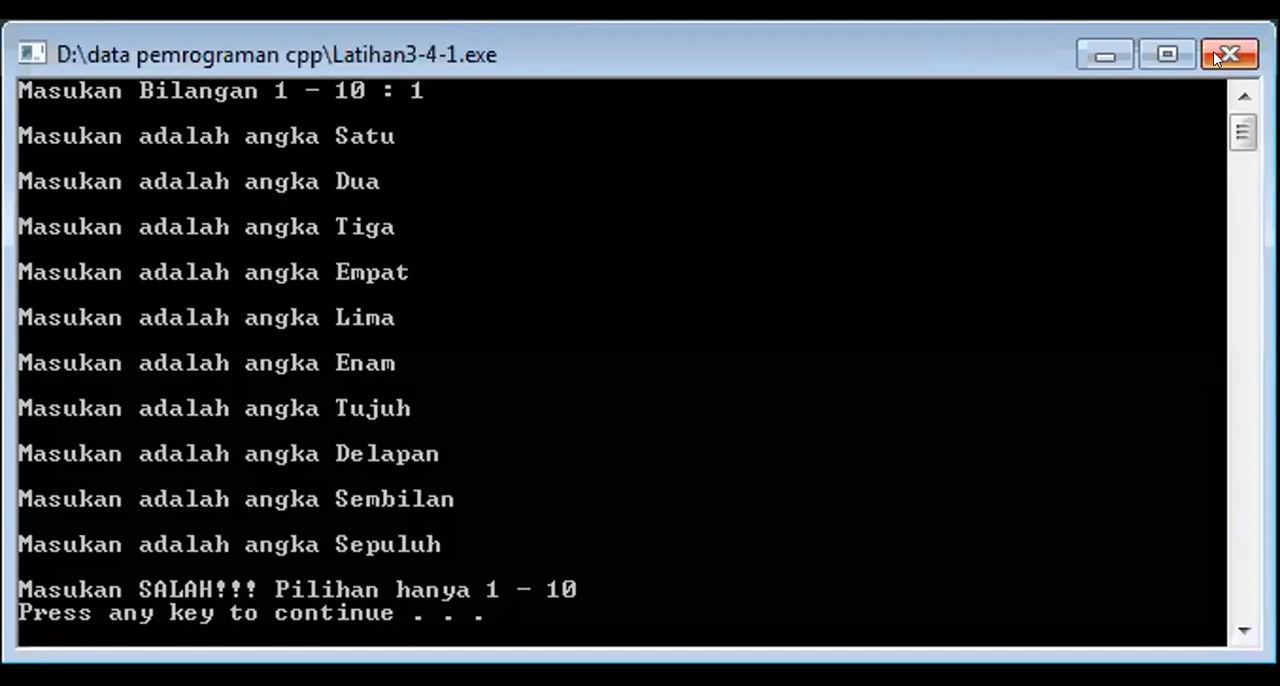 D:\data pemrograman cpp\Latihan3-4-1.exe
Masukan Bilangan 1 - 10 : 1
Masukan adalah angka Satu
Masukan adalah angka Dua
Masukan adalah angka Tiga
Masukan adalah angka Empat
Masukan adalah angka Lima
Masukan adalah angka Enam
Masukan adalah angka Tujuh
Masukan adalah angka Delapan
Masukan adalah angka Sembilan
Masukan adalah angka Sepuluh
Masukan SALAH!!! Pilihan hanya 1 - 10
Press any key to continue . . .